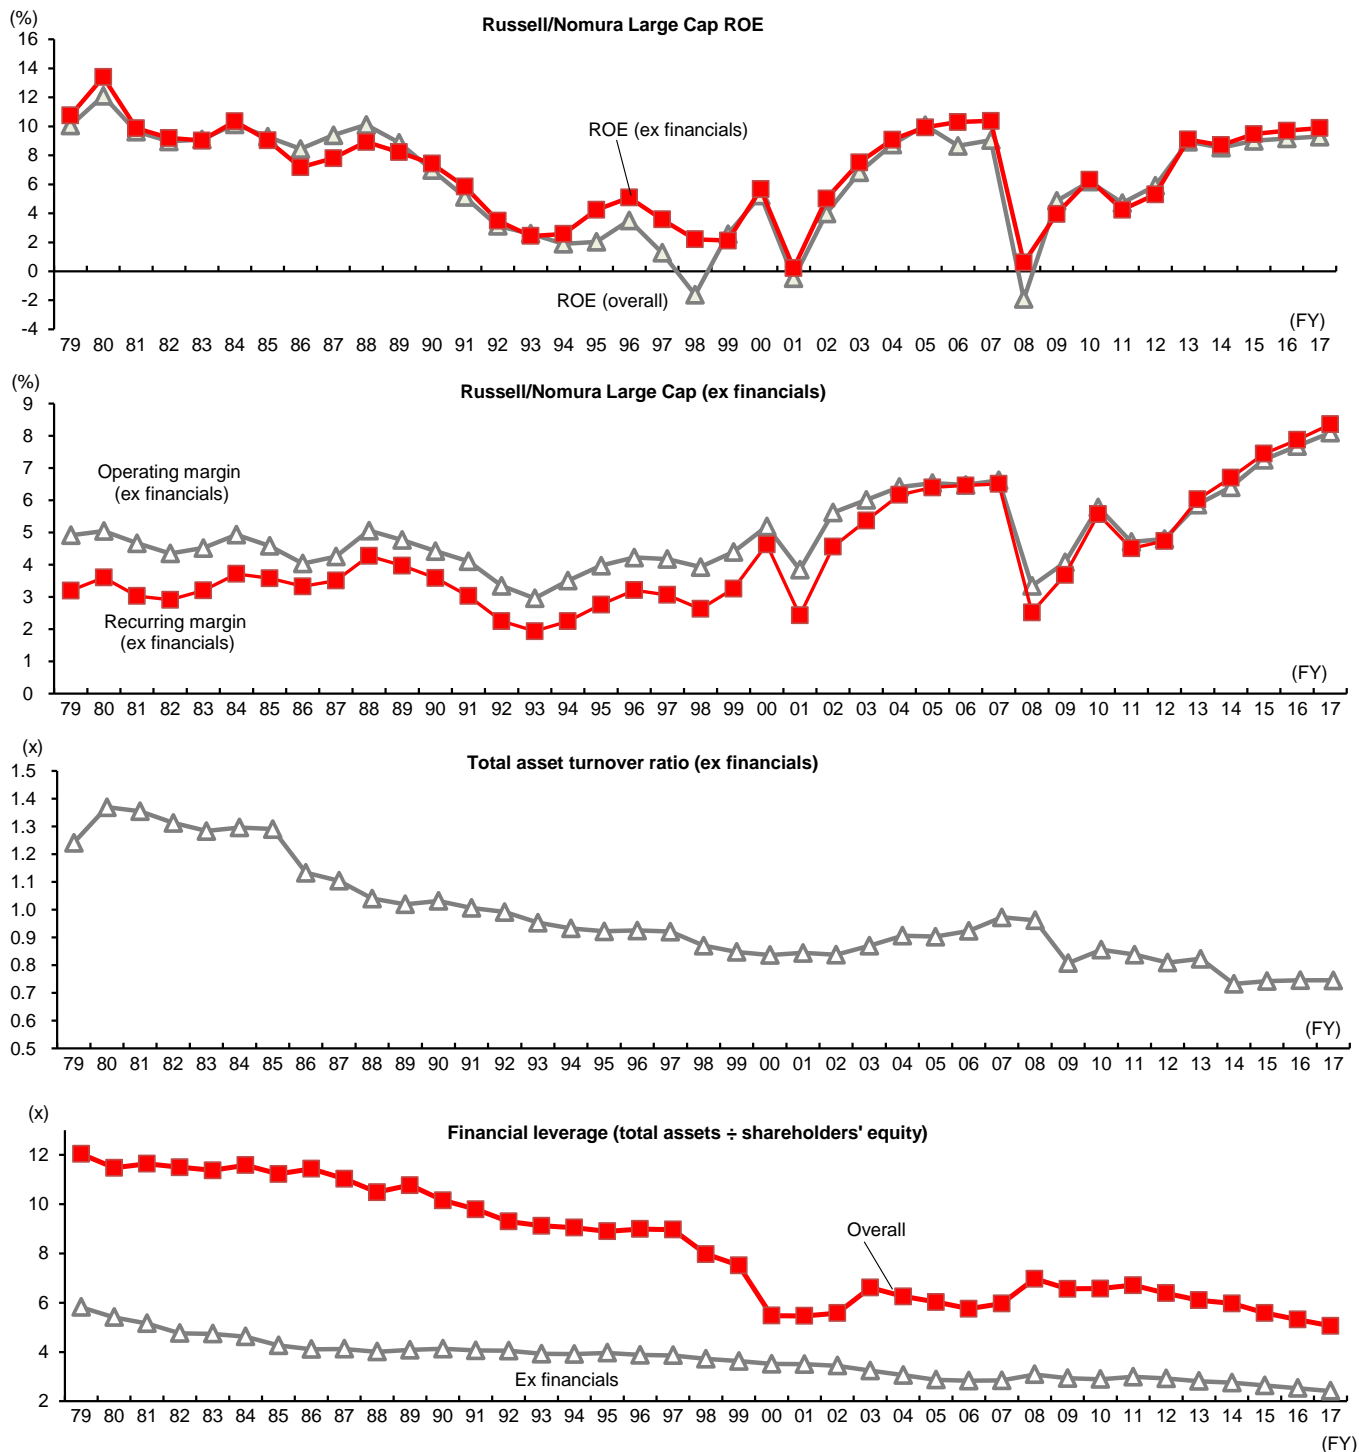 (%)
Russell/Nomura Large Cap ROE
16
14
12
10
8
6
4
2
0
-2
-4
ROE (ex financials)
ROE (overall)
(FY)
79 80 81 82 83 84 85 86 87 88 89 90 91 92 93 94 95 96 97 98 99 00 01 02 03 04 05 06 07 08 09 10 11 12 13 14 15 16 17
(%)
Russell/Nomura Large Cap (ex financials)
9
8
7
6
5
4
3
2
1
0
Operating margin
(ex financials)
Recurring margin
(ex financials)
(FY)
79 80 81 82 83 84 85 86 87 88 89 90 91 92 93 94 95 96 97 98 99 00 01 02 03 04 05 06 07 08 09 10 11 12 13 14 15 16 17
(x)
Total asset turnover ratio (ex financials)
1.5
1.4
1.3
1.2
1.1
1.0
0.9
0.8
0.7
0.6
0.5
(FY)
79 80 81 82 83 84 85 86 87 88 89 90 91 92 93 94 95 96 97 98 99 00 01 02 03 04 05 06 07 08 09 10 11 12 13 14 15 16 17
(x)
Financial leverage (total assets ÷ shareholders' equity)
12
10
8
6
4
2
Overall
Ex financials
79 80 81 82 83 84 85 86 87 88 89 90 91 92 93 94 95 96 97 98 99 00 01 02 03 04 05 06 07 08 09 10 11 12 13 14 15 16 17
(FY)